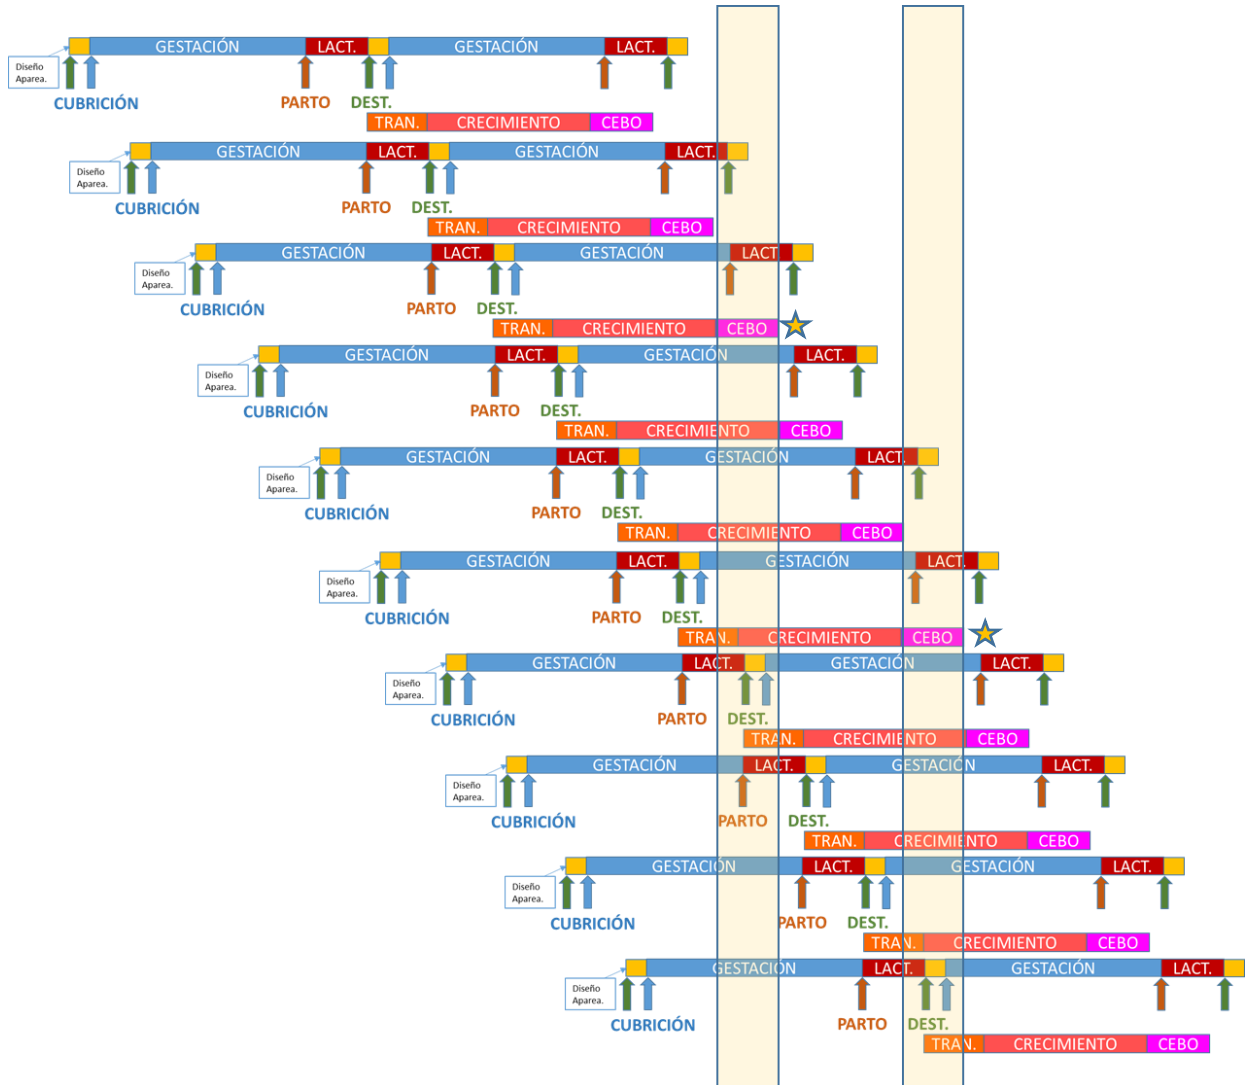 GESTACIÓN LACT. GESTACIÓN LACT.
Diseño
Aparea.
CUBRICIÓN PARTO DEST.
TRAN. CRECIMIENTO CEBO
GESTACIÓN LACT. GESTACIÓN LACT.
Diseño
Aparea.
CUBRICIÓN PARTO DEST.
TRAN. CRECIMIENTO CEBO
GESTACIÓN LACT. GESTACIÓN LACT
Diseño
Aparea.
CUBRICIÓN PARTO DEST.
TRAN. CRECIMIENTO CEBO
GESTACIÓN LACT. GESTACIÓN LACT.
Diseño
Aparea.
CUBRICIÓN PARTO DEST.
TRAN. CRECIMIENTO CEBO
GESTACIÓN LACT. GESTACIÓN LACT.
Diseño
Aparea.
CUBRICIÓN PARTO DEST.
TRAN. CRECIMIENTO CEBO
GESTACIÓN LACT. GESTACIÓN LACT.
Diseño
Aparea.
CUBRICIÓN PARTO DEST.
TRAN. CRECIMIENTO CEBO
GESTACIÓN LACT. GESTACIÓN LACT.
Diseño
Aparea.
CUBRICIÓN PARTO DEST.
TRAN. CRECIMIENTO CEBO
GESTACIÓN LACT. GESTACIÓN LACT.
Diseño
Aparea.
CUBRICIÓN PARTO DEST.
TRAN. CRECIMIENTO CEBO
GESTACIÓN LACT. GESTACIÓN LACT.
Diseño
Aparea.
CUBRICIÓN PARTO DEST.
TRAN. CRECIMIENTO CEBO
GESTACIÓN LACT. GESTACIÓN LACT.
Diseño
Aparea.
CUBRICIÓN PARTO DEST.
TRAN. CRECIMIENTO CEBO